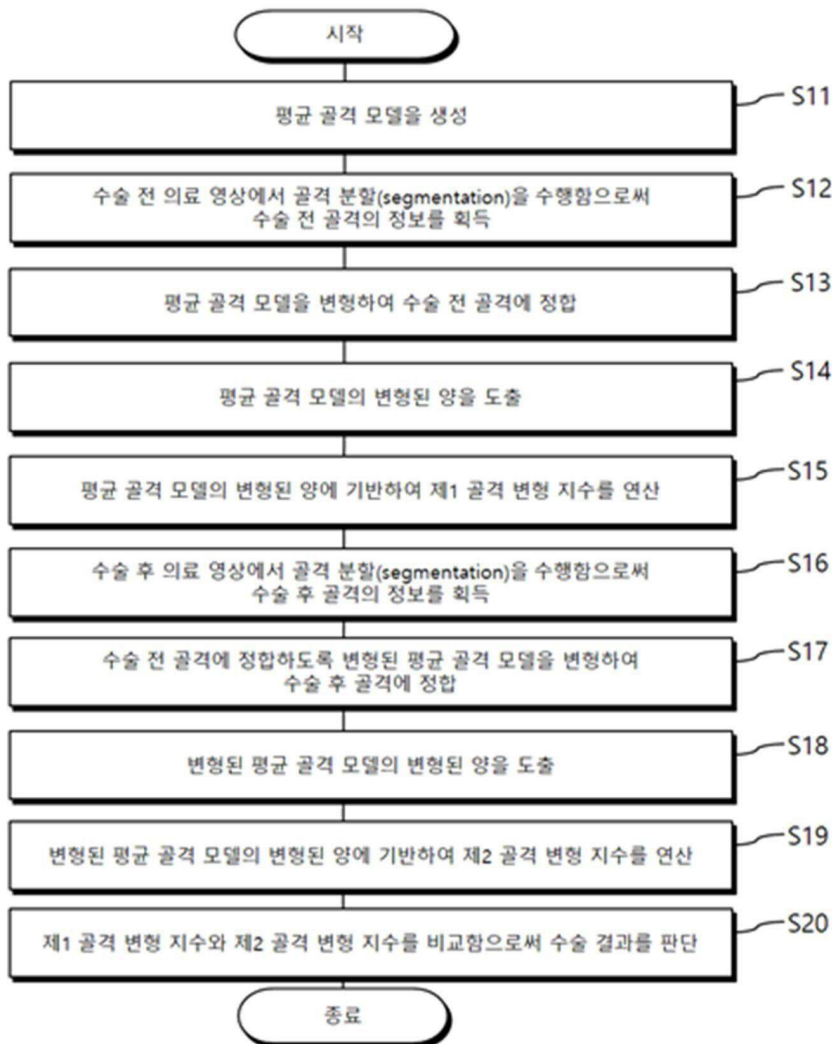 시작
평균 골격 모델을 생성
S11
수술 전 의료 영상에서 골격 분할(segmentation)을 수행함으로써
수술 전 골격의 정보를 획득
S12
평균 골격 모델을 변형하여 수술 전 골격에 정합
S13
평균 골격 모델의 변형된 양을 도출
S14
평균 골격 모델의 변형된 양에 기반하여 제1 골격 변형 지수를 연산
S15
수술 후 의료 영상에서 골격 분할(segmentation)을 수행함으로써
수술 후 골격의 정보를 획득
S16
수술 전 골격에 정합하도록 변형된 평균 골격 모델을 변형하여
수술 후 골격에 정합
S17
변형된 평균 골격 모델의 변형된 양을 도출
S18
변형된 평균 골격 모델의 변형된 양에 기반하여 제2 골격 변형 지수를 연산
S19
제1 골격 변형 지수와 제2 골격 변형 지수를 비교함으로써 수술 결과를 판단
S20
종료